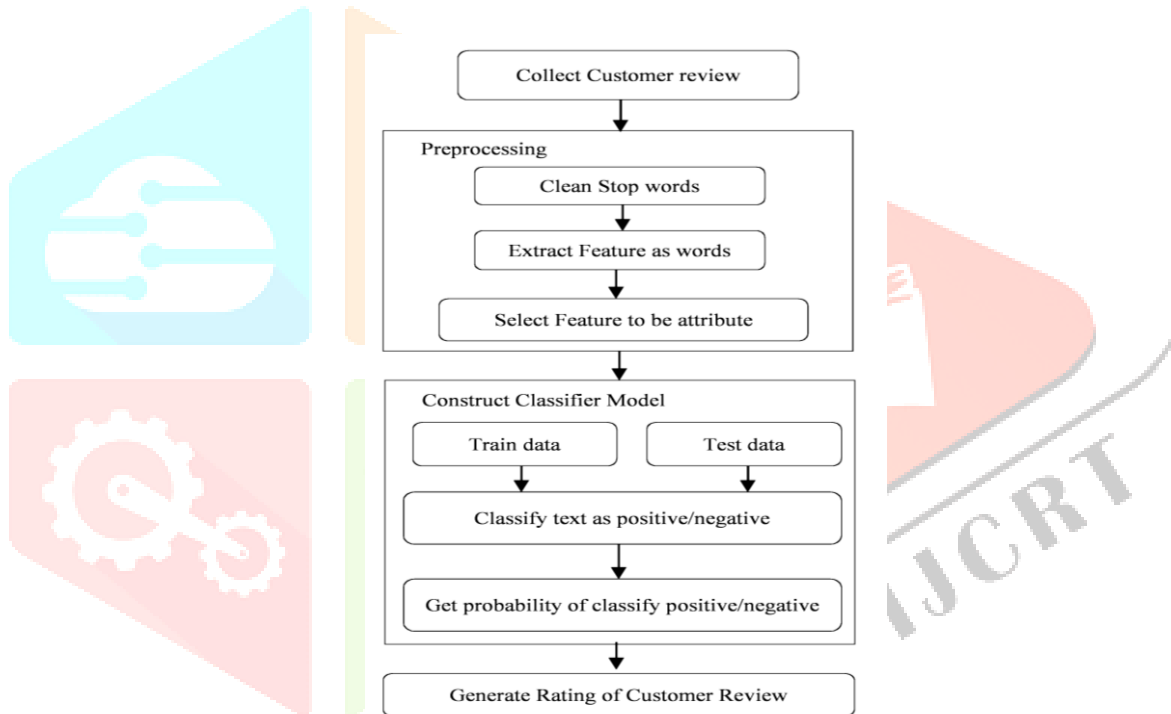 Collect Customer review
Preprocessing
Clean Stop words
Extract Feature as words
Select Feature to be attribute
Construct Classifier Model
Train data
Test data
Classify text as positive/negative
Get probability of classify positive/negative
Generate Rating of Customer Review
IJCRT